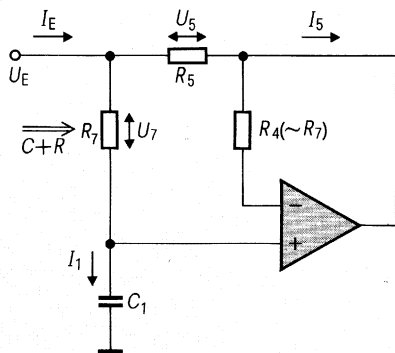 I_E U_5 I_5
U_E R_5
R_7 U_7 R_4(~R_7)
C+R
−
+
I_1
C_1